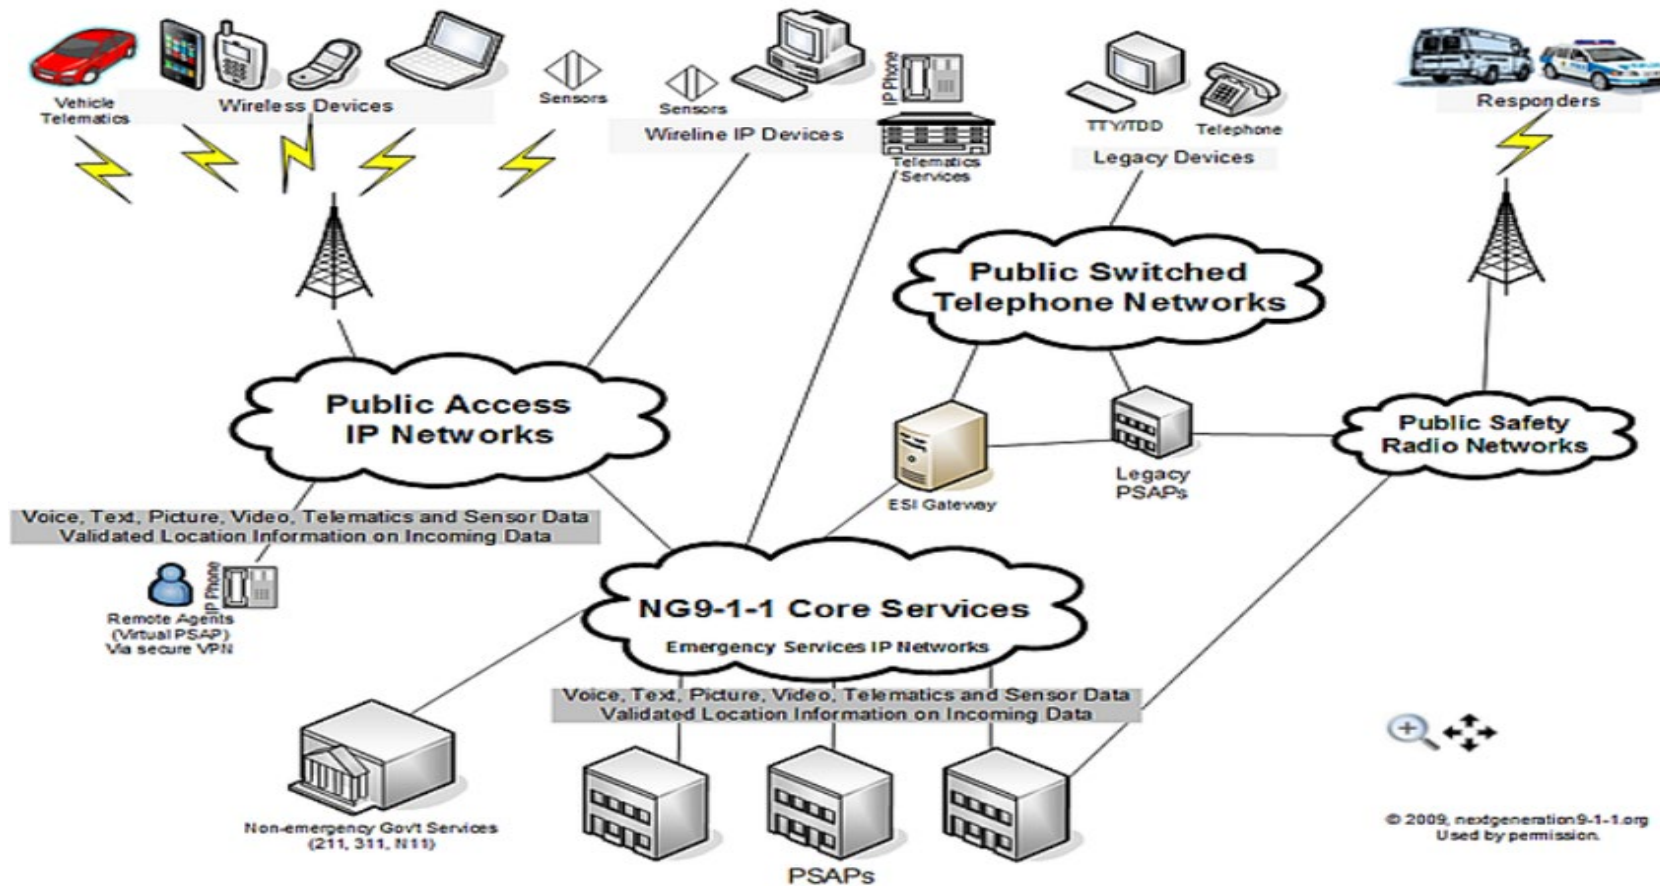 Vehicle
Telematics
Wireless Devices
Sensors
Sensors
Wireline IP Devices
IP Phone
Telematics
Services
TTY/TDD
Telephone
Legacy Devices
Responders
Public Switched
Telephone Networks
Public Access
IP Networks
Public Safety
Radio Networks
Legacy
PSAPs
ESI Gateway
Voice, Text, Picture, Video, Telematics and Sensor Data
Validated Location Information on Incoming Data
IP Phone
Remote Agents
(Virtual PSAP)
Via secure VPN
NG9-1-1 Core Services
Emergency Services IP Networks
Voice, Text, Picture, Video, Telematics and Sensor Data
Validated Location Information on Incoming Data
Non-emergency Gov't Services
(211, 311, N11)
PSAPs
© 2009, nextgeneration9-1-1.org
Used by permission.